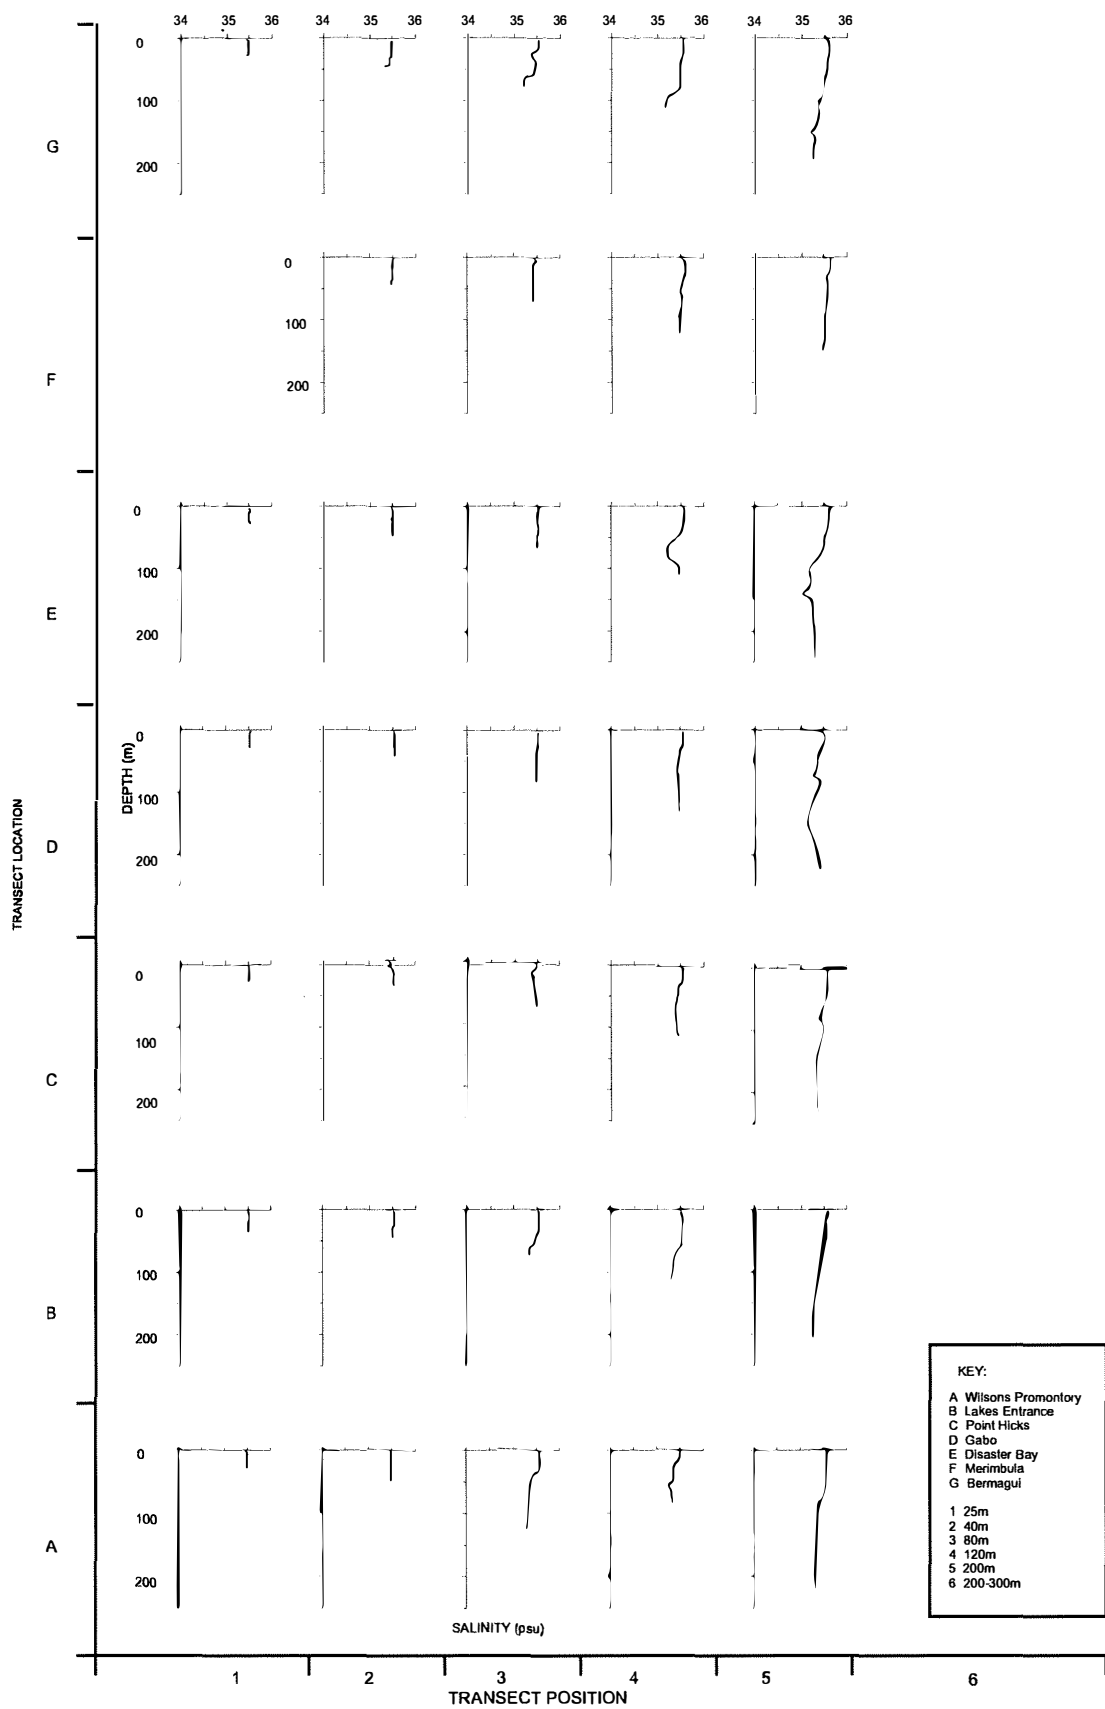 34 35 36 34 35 36 34 35 36 34 35 36 34 35 36
0
100
G
200
0
100
F
200
0
100
E
200
0
DEPTH (m)
100
TRANSECT LOCATION
D
200
0
100
C
200
0
100
B
200
KEY:
A Wilsons Promontory
B Lakes Entrance
C Point Hicks
D Gabo
E Disaster Bay
F Merimbula
G Bermagui
1 25m
2 40m
3 80m
4 120m
5 200m
6 200-300m
0
100
A
200
SALINITY (psu)
1 2 3 4 5 6
TRANSECT POSITION